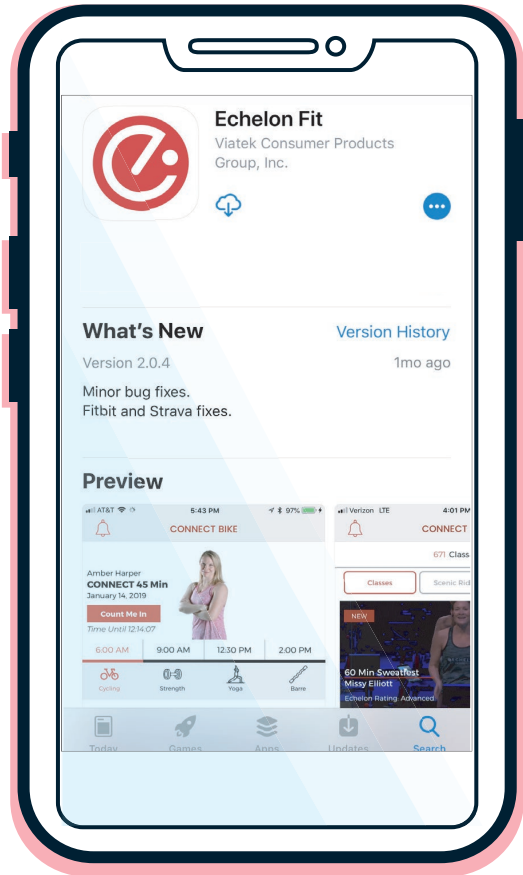 Echelon Fit
Viatek Consumer Products
Group, Inc.
What's New
Version History
Version 2.0.4
1mo ago
Minor bug fixes.
Fitbit and Strava fixes.
Preview
AT&T
5:43 PM
97%
CONNECT BIKE
Amber Harper
CONNECT 45 Min
January 14, 2019
Count Me In
Time Until 12:14:07
6:00 AM
9:00 AM
12:30 PM
2:00 PM
Cycling
Strength
Yoga
Barre
Verizon LTE
4:01 PM
CONNECT
671 Class
Classes
Scenic Rid
NEW
60 Min Sweatfest
Missy Elliott
Echelon Rating: Advanced
Today
Games
Apps
Updates
Search